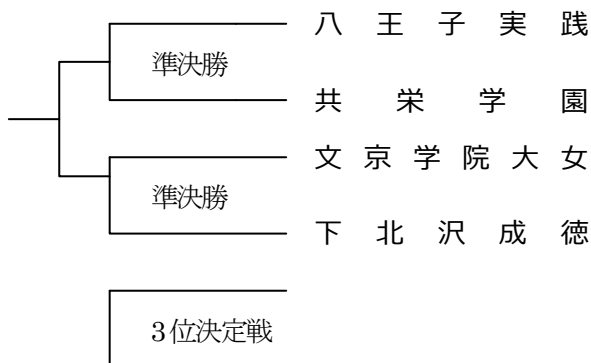 八王子実践
準決勝
共栄学園
文京学院大女
準決勝
下北沢成徳
３位決定戦